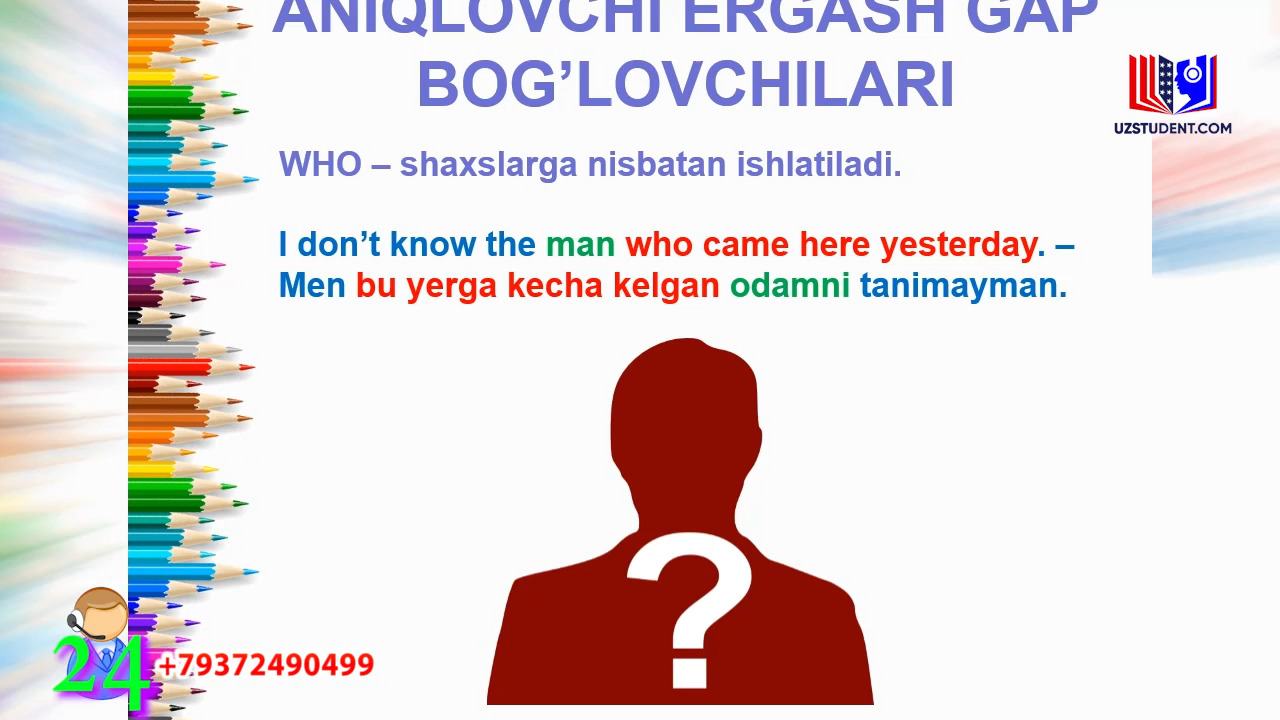 ANIQLOVCHI ERGASH GAP
BOG’LOVCHILARI
UZSTUDENT.COM
WHO – shaxslarga nisbatan ishlatiladi.
I don’t know the man who came here yesterday. –
Men bu yerga kecha kelgan odamni tanimayman.
?
24 +79372490499